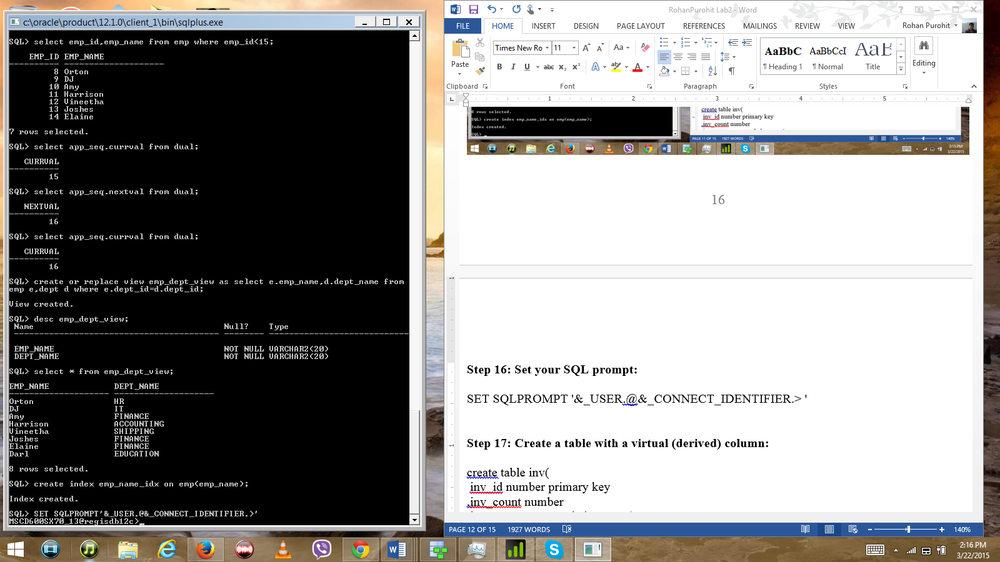 c:\oracle\product\12.1.0\client_1\bin\sqlplus.exe
SQL> select emp_id,emp_name from emp where emp_id<15;
EMP_ID EMP_NAME
---------- --------------------
8 Orton
9 DJ
10 Amy
11 Harrison
12 Vineetha
13 Joshes
14 Elaine
7 rows selected.
SQL> select app_seq.currval from dual;
CURRVAL
----------
15
SQL> select app_seq.nextval from dual;
NEXTVAL
----------
16
SQL> select app_seq.currval from dual;
CURRVAL
----------
16
SQL> create or replace view emp_dept_view as select e.emp_name,d.dept_name from
emp e,dept d where e.dept_id=d.dept_id;
View created.
SQL> desc emp_dept_view;
Name Null? Type
----------------------------------------- -------- ----------------------------
EMP_NAME NOT NULL VARCHAR2(20)
DEPT_NAME NOT NULL VARCHAR2(20)
SQL> select * from emp_dept_view;
EMP_NAME DEPT_NAME
-------------------- --------------------
Orton HR
DJ IT
Amy FINANCE
Harrison ACCOUNTING
Vineetha SHIPPING
Joshes FINANCE
Elaine FINANCE
Darl EDUCATION
8 rows selected.
SQL> create index emp_name_idx on emp(emp_name);
Index created.
SQL> SET SQLPROMPT'&_USER.@&_CONNECT_IDENTIFIER.>'
MSCD600SX70_13@regisdb12c>_
RohanPurohit Lab2 - Word
FILE HOME INSERT DESIGN PAGE LAYOUT REFERENCES MAILINGS REVIEW VIEW Rohan Purohit
Times New Ro 11
Paste
Clipboard Font Paragraph Styles
AaBbC AaBbCcI AaBb
¶ Heading 1 ¶ Normal Title
Editing
1 2 3 4 5
8 rows selected.
SQL> create index emp_name_idx on emp(emp_name);
Index created.
SQL>
create table inv(
inv_id number primary key
,inv_count number
PAGE 11 OF 15 1927 WORDS 140%
2:15 PM
3/22/2015
16
Step 16: Set your SQL prompt:
SET SQLPROMPT '&_USER.@&_CONNECT_IDENTIFIER.> '
Step 17: Create a table with a virtual (derived) column:
create table inv(
inv_id number primary key
,inv_count number
PAGE 12 OF 15 1927 WORDS 140%
2:16 PM
3/22/2015